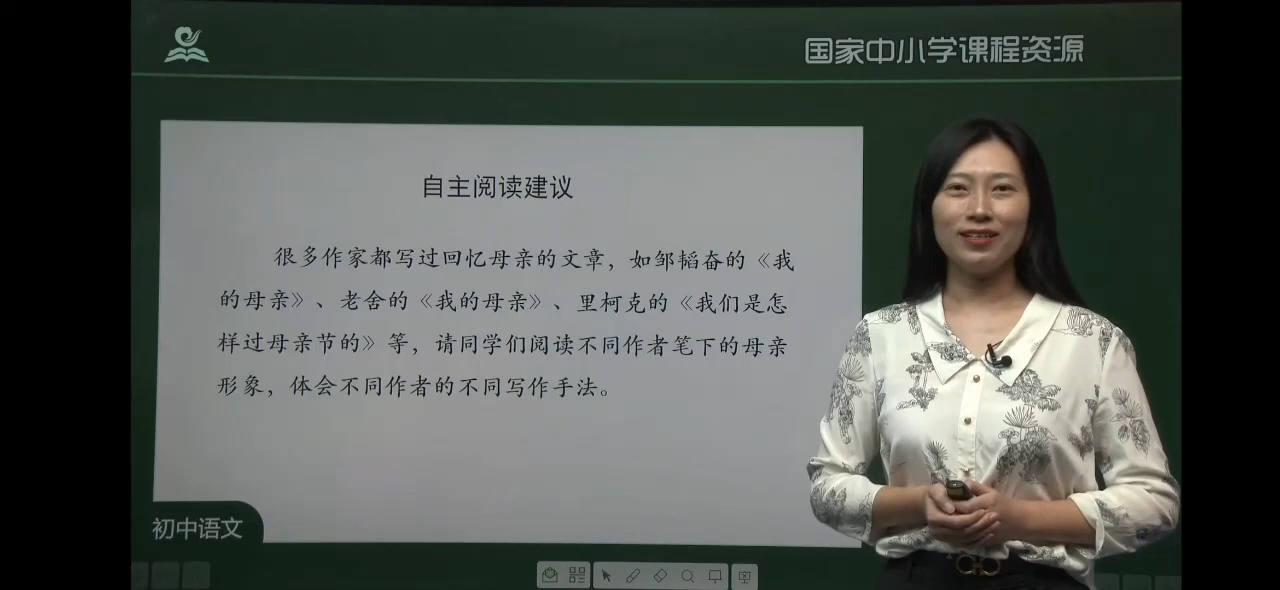 国家中小学课程资源
自主阅读建议
很多作家都写过回忆母亲的文章，如邹韬奋的《我
的母亲》、老舍的《我的母亲》、里柯克的《我们是怎
样过母亲节的》等，请同学们阅读不同作者笔下的母亲
形象，体会不同作者的不同写作手法。
初中语文